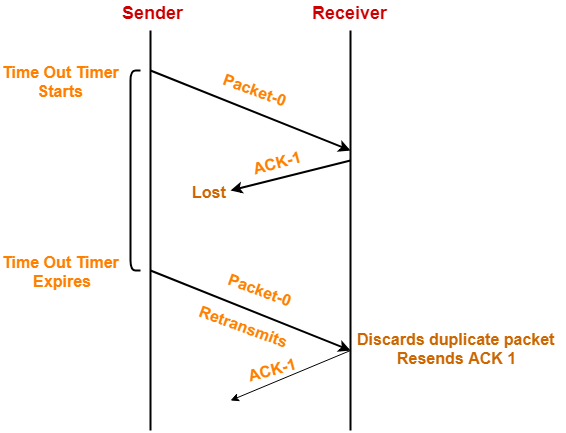 Sender
Receiver
Time Out Timer
Starts
Packet-0
ACK-1
Lost
Time Out Timer
Expires
Packet-0
Retransmits
Discards duplicate packet
Resends ACK 1
ACK-1